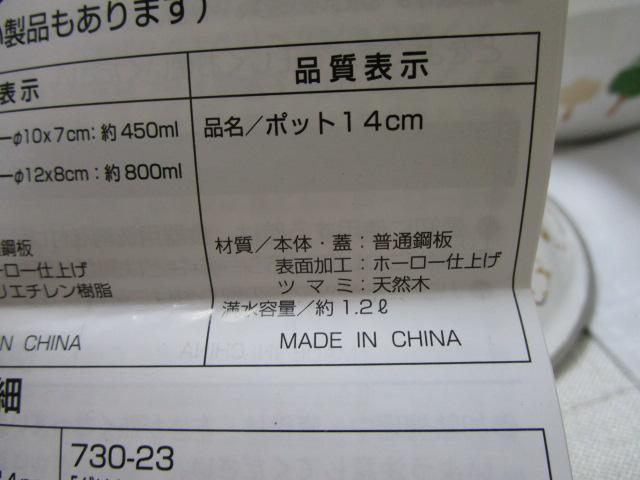 製品もあります)
表示
ーφ10x7cm:約450ml
ーφ12x8cm:約800ml
鋼板
ーロー仕上げ
リエチレン樹脂
IN CHINA
品質表示
品名/ポット14cm
材質/本体・蓋:普通鋼板
表面加工:ホーロー仕上げ
ツマミ:天然木
満水容量/約1.2ℓ
MADE IN CHINA
細
730-23